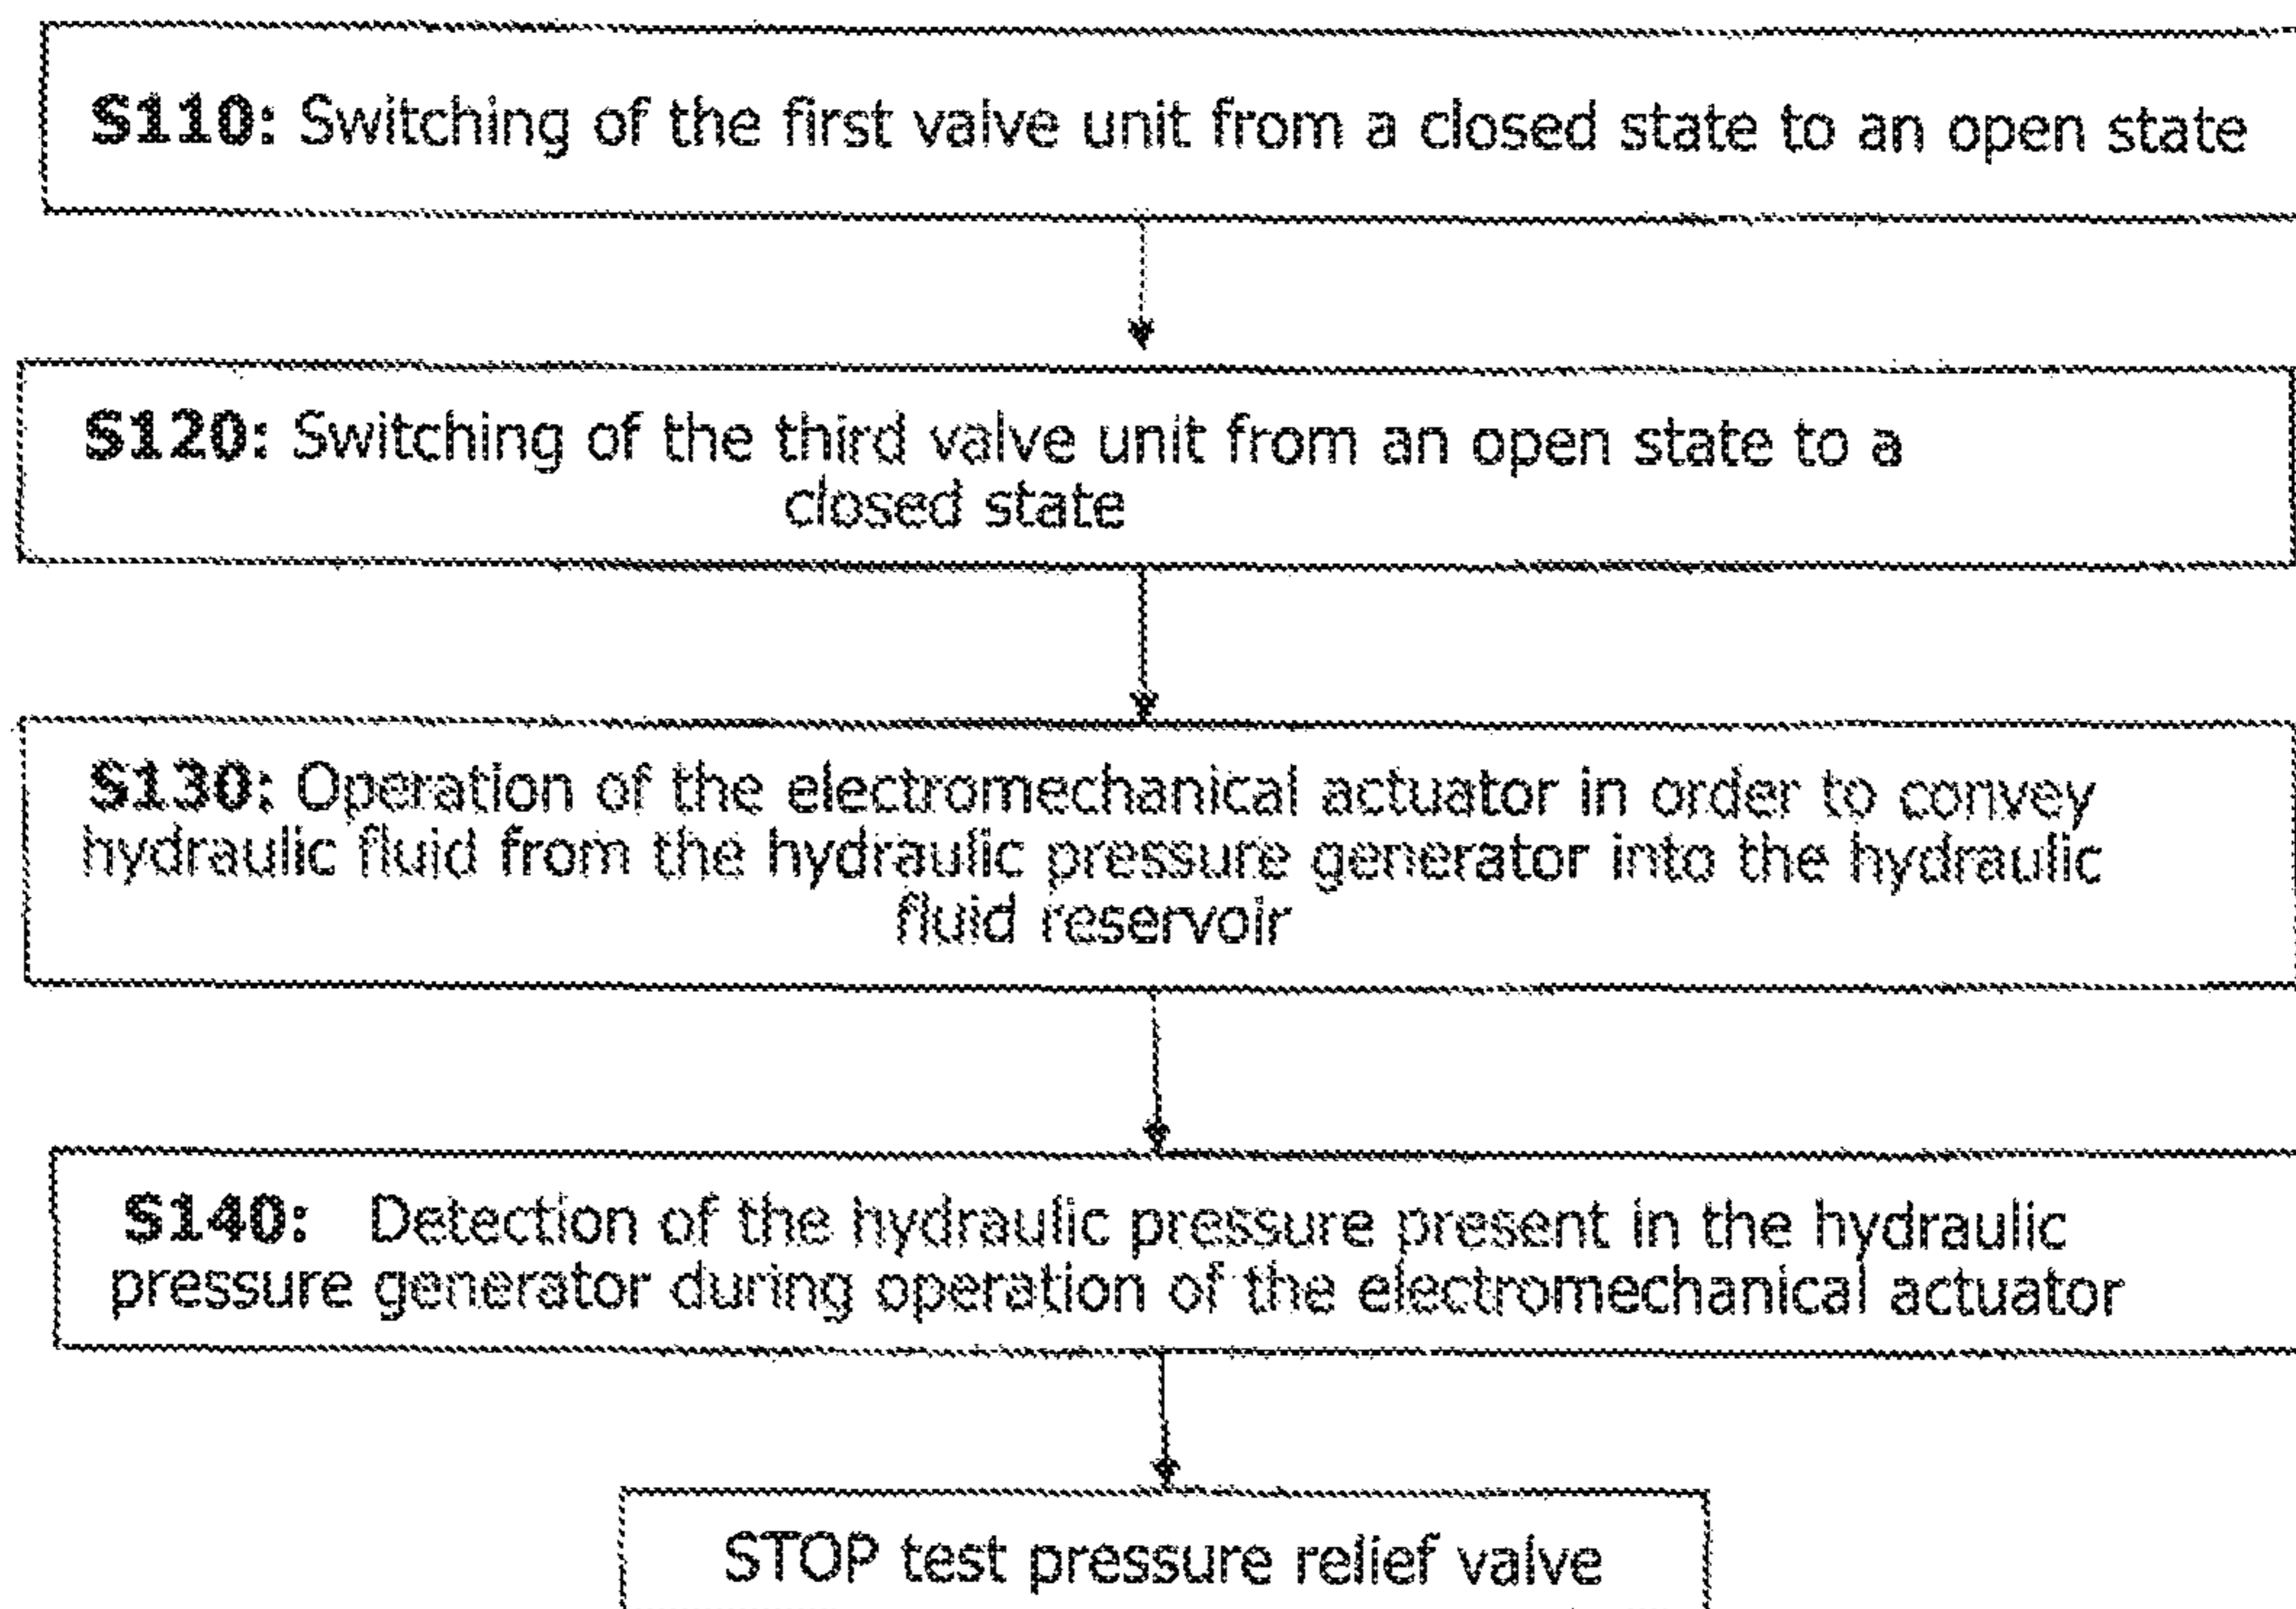 S110: Switching of the first valve unit from a closed state to an open state
S120: Switching of the third valve unit from an open state to a
closed state
S130: Operation of the electromechanical actuator in order to convey
hydraulic fluid from the hydraulic pressure generator into the hydraulic
fluid reservoir
S140: Detection of the hydraulic pressure present in the hydraulic
pressure generator during operation of the electromechanical actuator
STOP test pressure relief valve